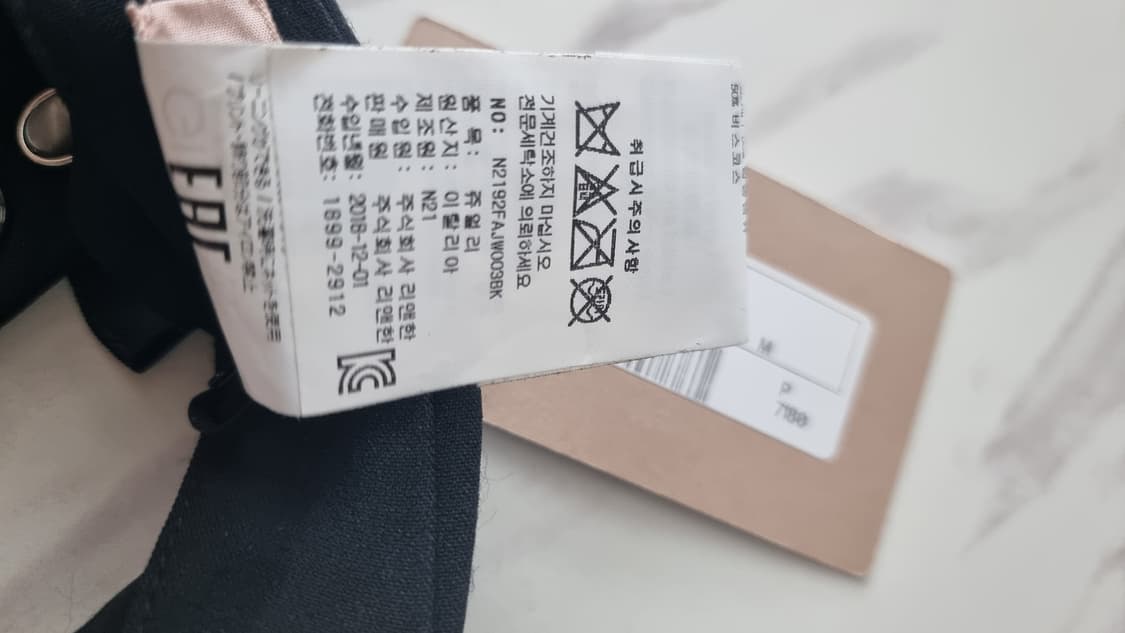 취급시주의사항
기계건조하지 마십시오
전문세탁소에 의뢰하세요
NO: N2192FAJW003BK
품 목: 쥬얼리
원산지: 이탈리아
제조원: N21
수입원: 주식회사 리앤한
판매원 주식회사 리앤한
수입년월: 2018-12-01
전화번호: 1899-2912
EAC
M
7180